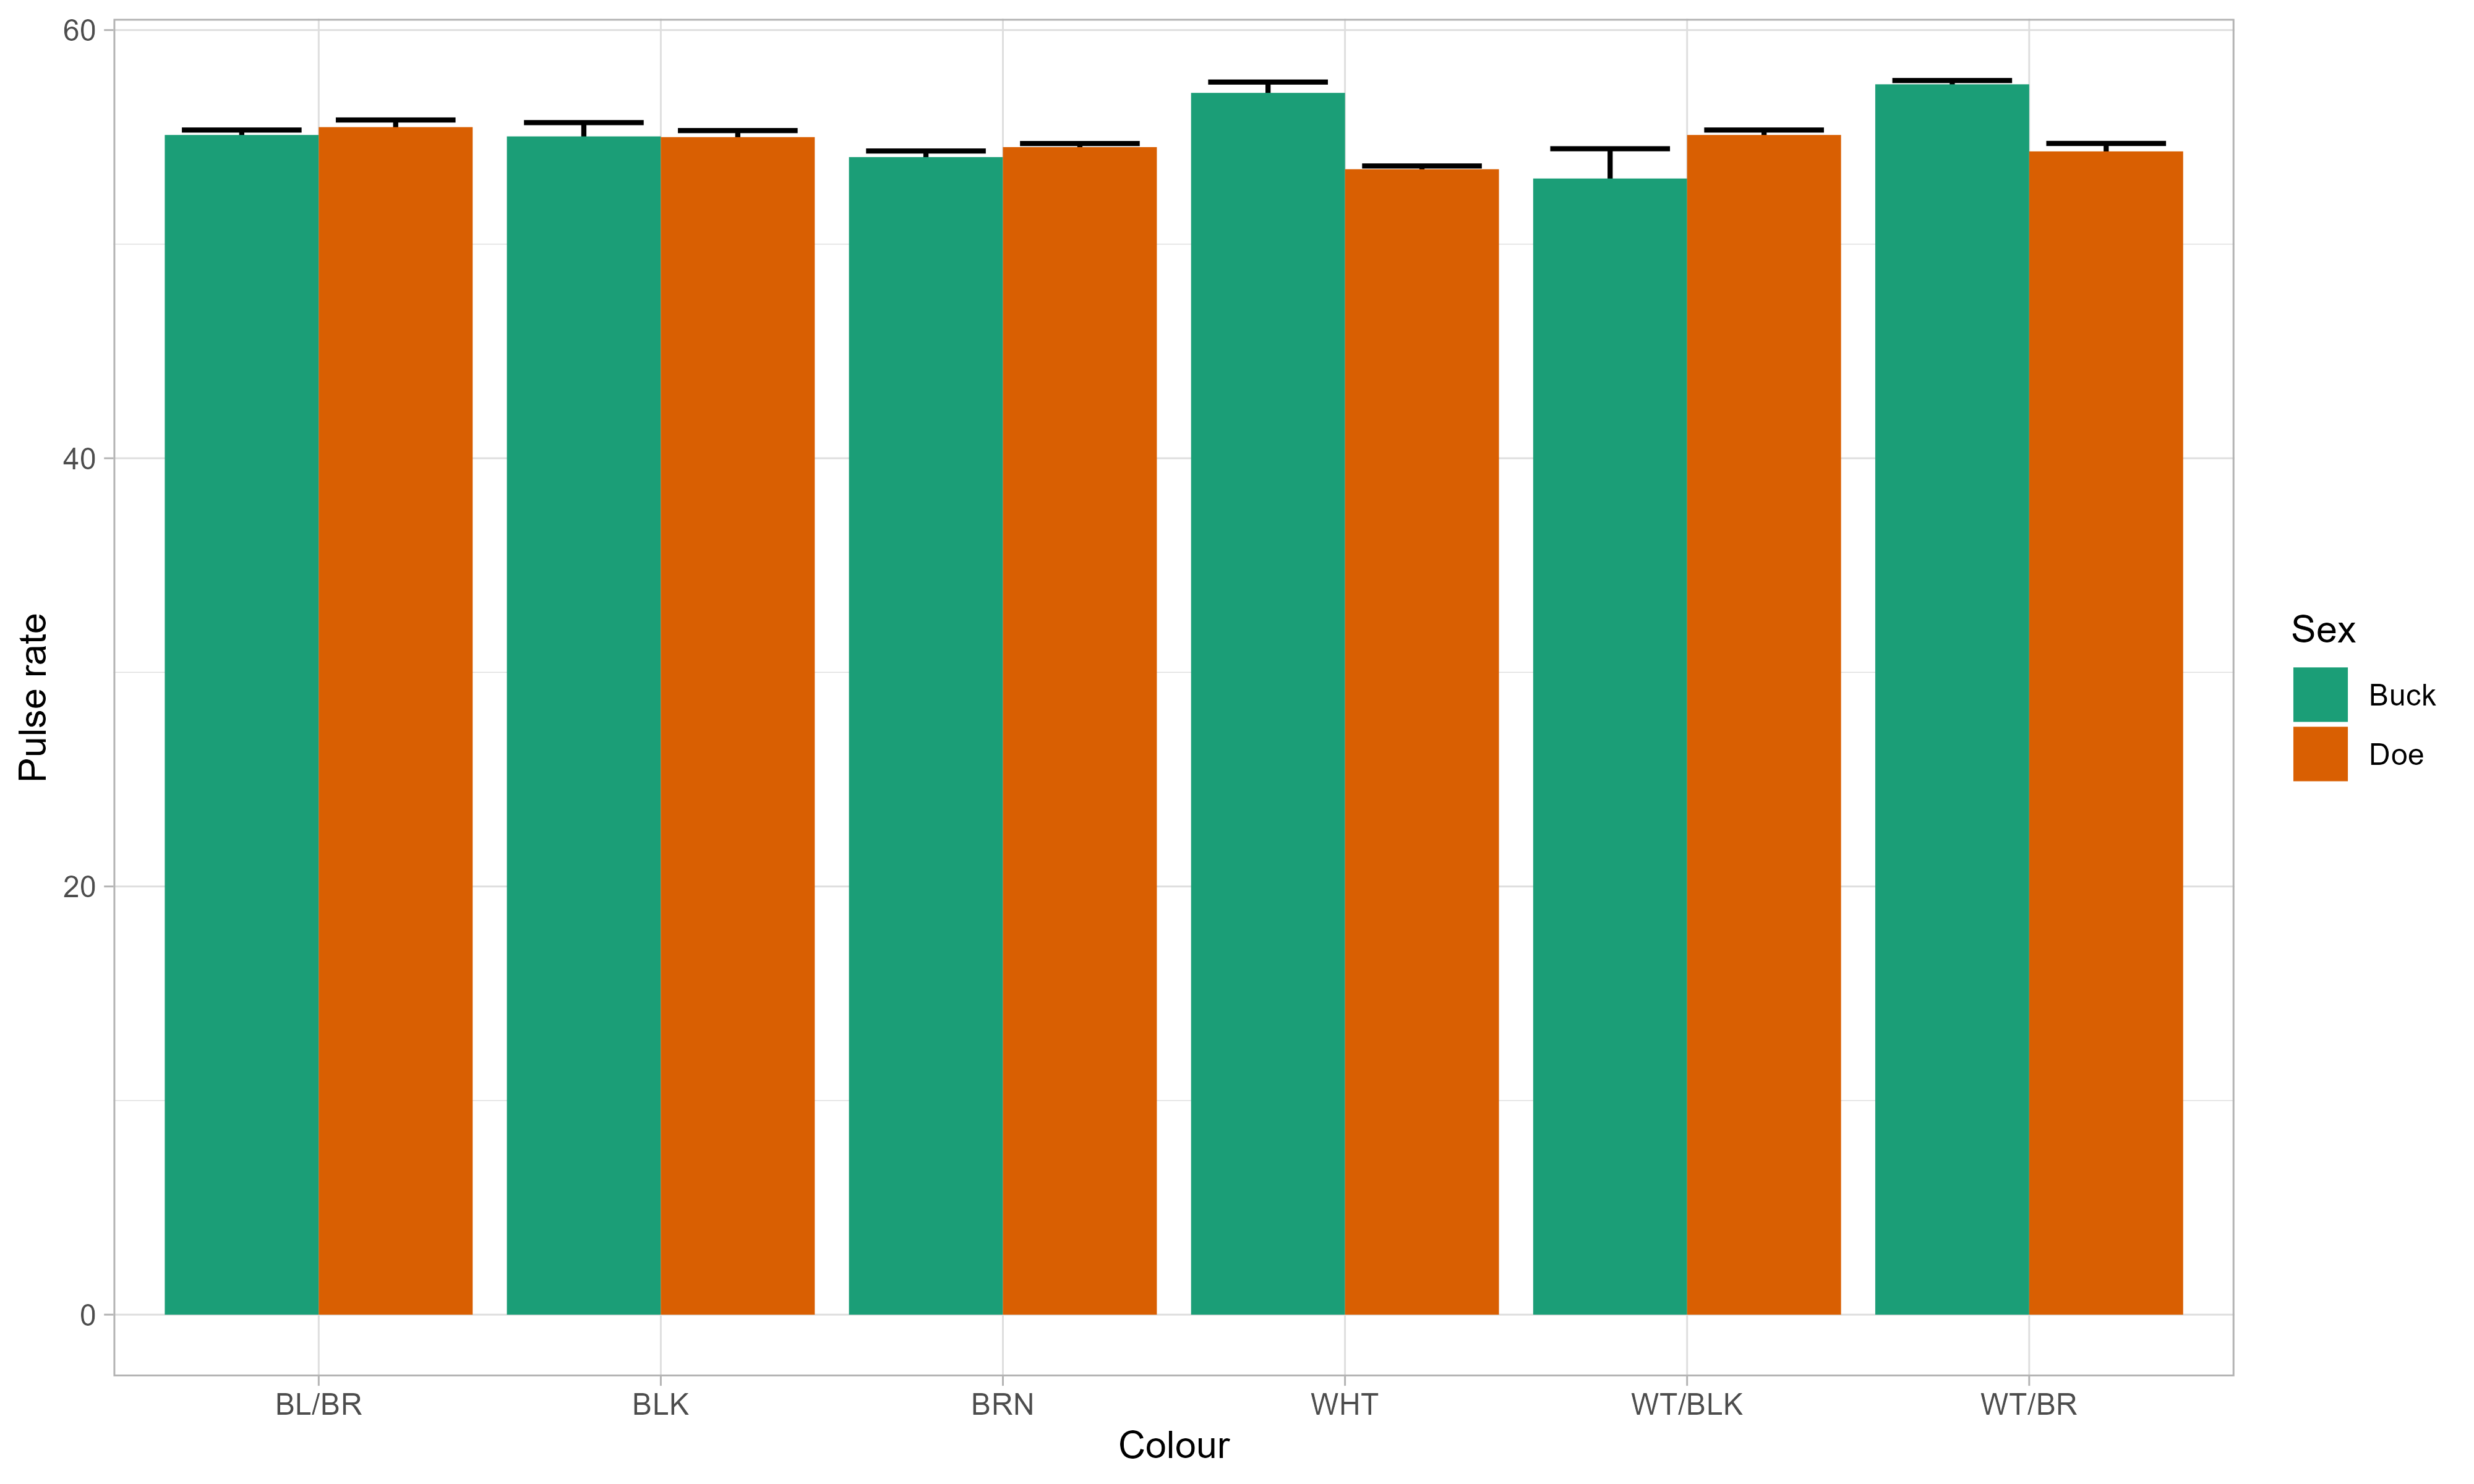 60
40
20
0
Pulse rate
BL/BR
BLK
BRN
WHT
WT/BLK
WT/BR
Colour
Sex
Buck
Doe